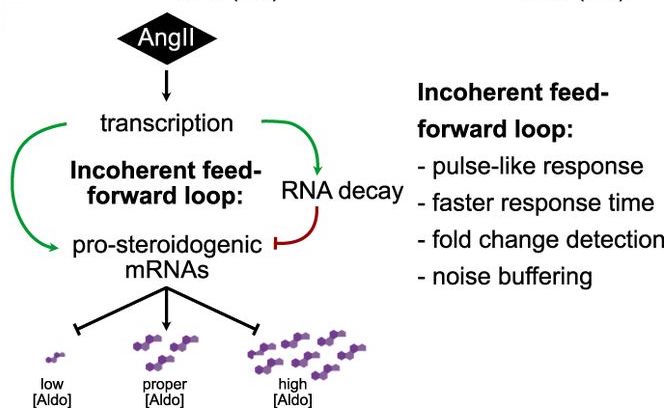 AngII
transcription
Incoherent feed-
forward loop:
RNA decay
pro-steroidogenic
mRNAs
low
[Aldo]
proper
[Aldo]
high
[Aldo]
Incoherent feed-
forward loop:
- pulse-like response
- faster response time
- fold change detection
- noise buffering